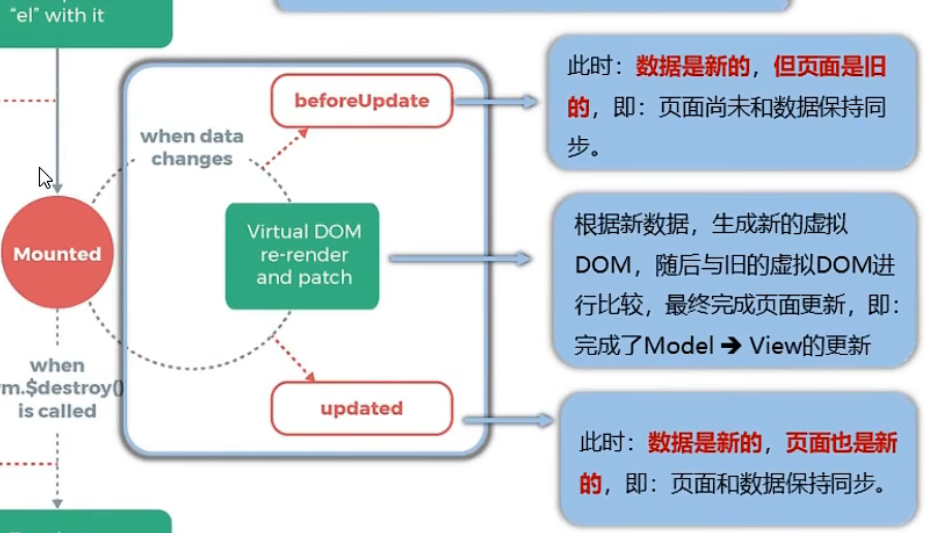 "el" with it
when data
changes
beforeUpdate
此时：数据是新的，但页面是旧
的，即：页面尚未和数据保持同
步。
Mounted
Virtual DOM
re-render
and patch
根据新数据，生成新的虚拟
DOM，随后与旧的虚拟DOM进
行比较，最终完成页面更新，即：
完成了Model ➔ View的更新
when
m.$destroy()
is called
updated
此时：数据是新的，页面也是新
的，即：页面和数据保持同步。